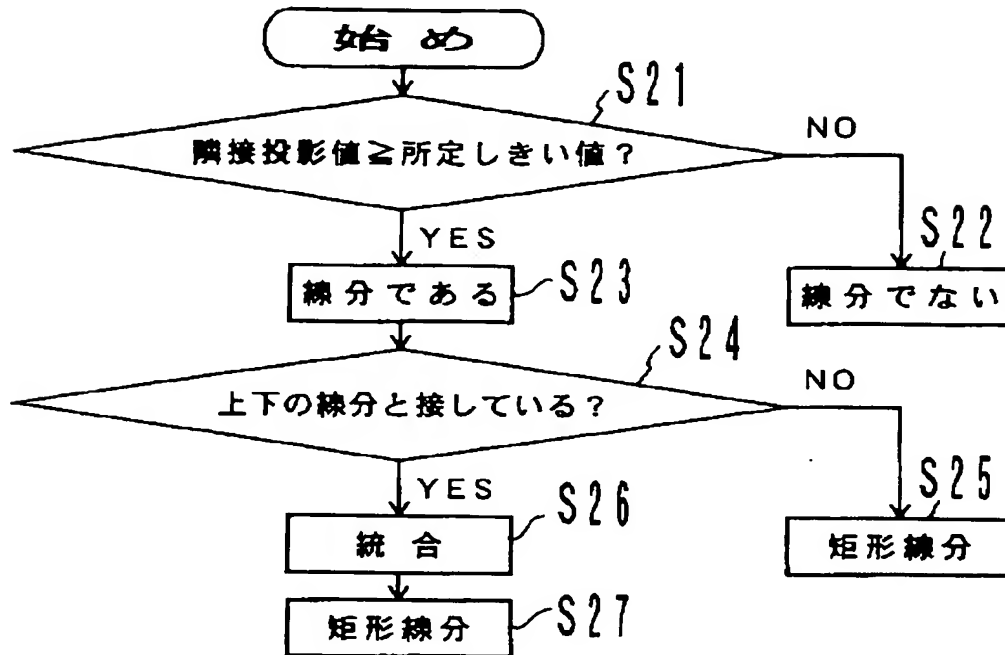 始め
S21
隣接投影値≧所定しきい値？
NO
YES
S22
線分でない
S23
線分である
S24
上下の線分と接している？
NO
YES
S25
矩形線分
S26
統合
S27
矩形線分